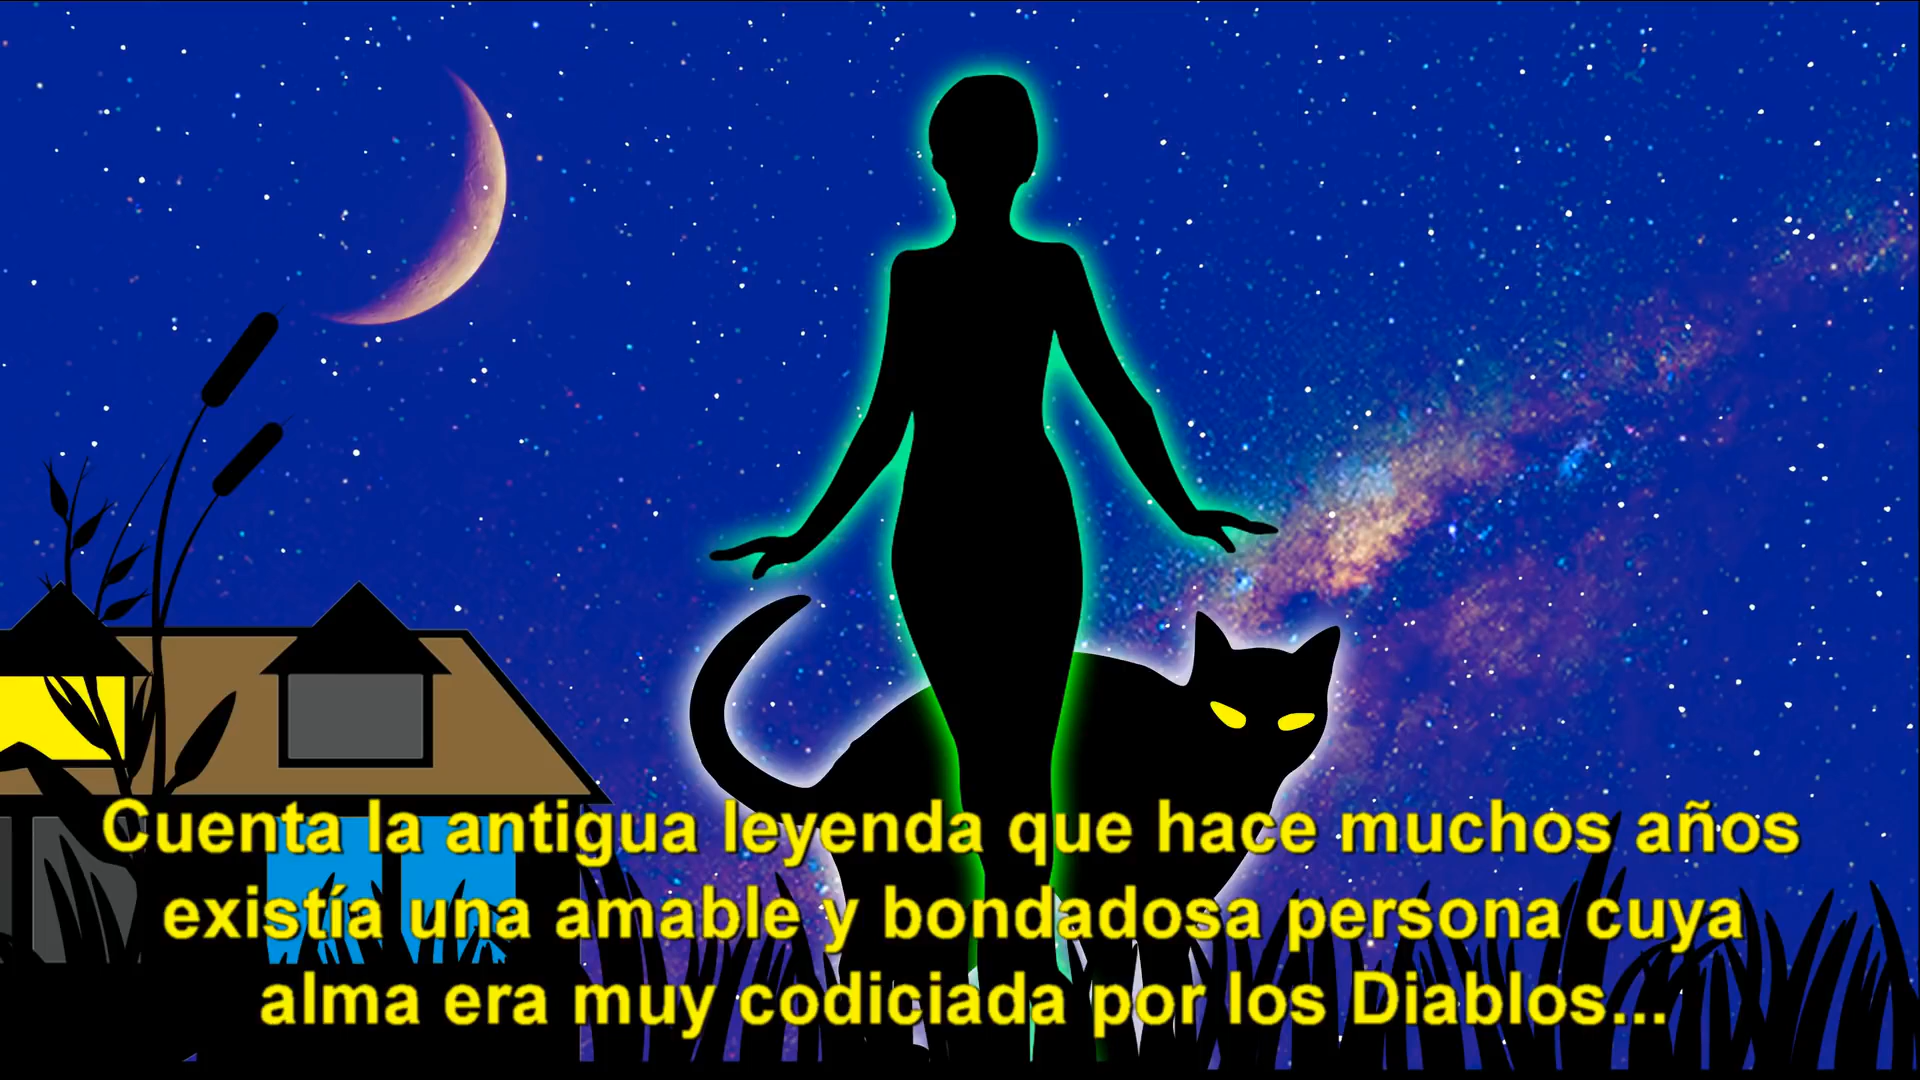 Cuenta la antigua leyenda que hace muchos años
existía una amable y bondadosa persona cuya
alma era muy codiciada por los Diablos...